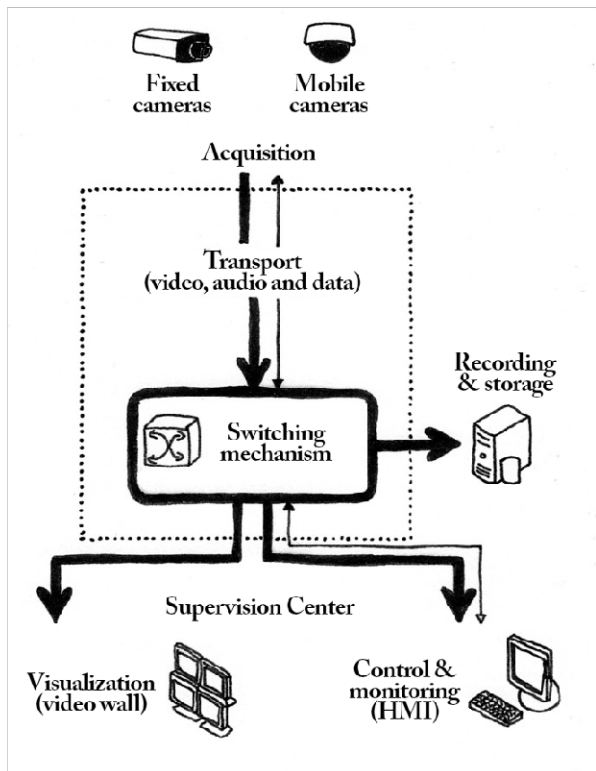 Fixed
cameras
Mobile
cameras
Acquisition
Transport
(video, audio and data)
Recording
& storage
Switching
mechanism
Supervision Center
Visualization
(video wall)
Control &
monitoring
(HMI)